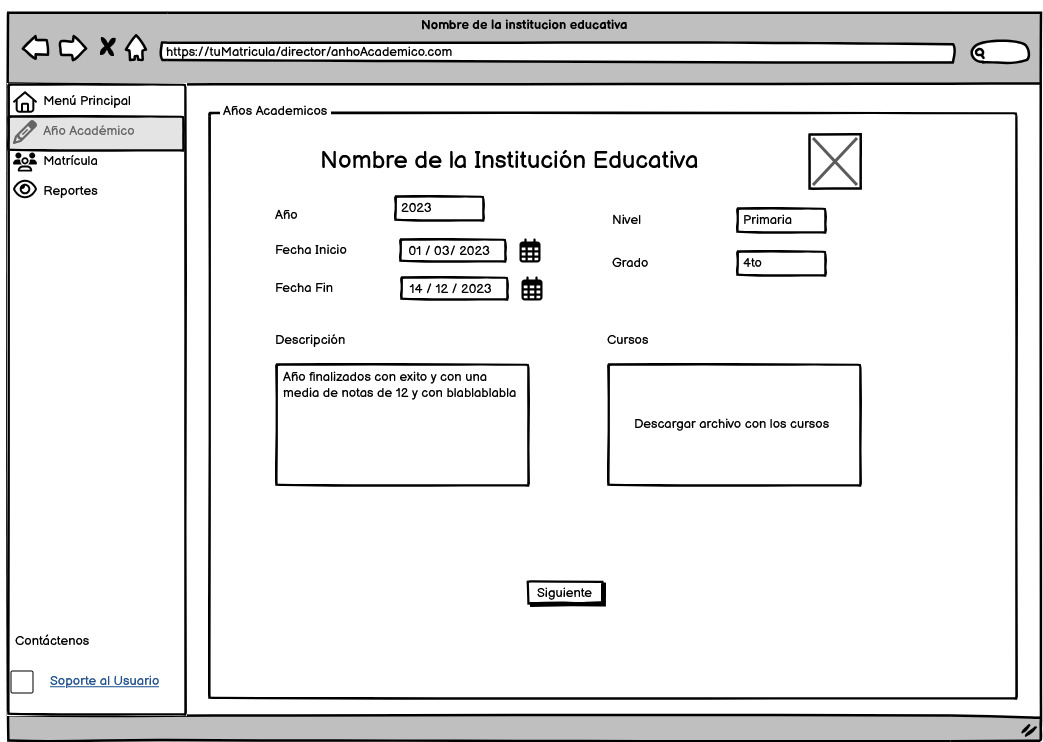 Nombre de la institucion educativa
https://tuMatricula/director/anhoAcademico.com
Menú Principal
Año Académico
Matrícula
Reportes
Contáctenos
Soporte al Usuario
Años Academicos
Nombre de la Institución Educativa
Año
2023
Nivel
Primaria
Fecha Inicio
01 / 03/ 2023
Grado
4to
Fecha Fin
14 / 12 / 2023
Descripción
Año finalizados con exito y con una
media de notas de 12 y con blablablabla
Cursos
Descargar archivo con los cursos
Siguiente